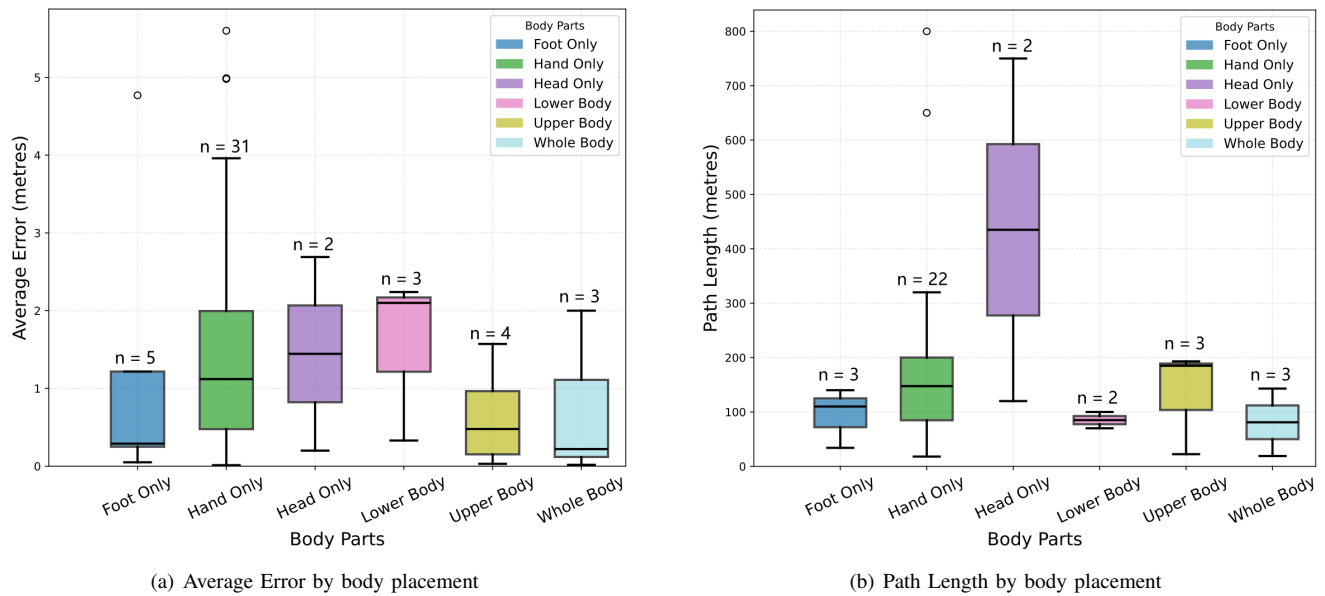 Average Error (metres)
5
4
3
2
1
0
n = 5
n = 31
n = 2
n = 3
n = 4
n = 3
Body Parts
Foot Only
Hand Only
Head Only
Lower Body
Upper Body
Whole Body
Foot Only
Hand Only
Head Only
Lower Body
Upper Body
Whole Body
Body Parts
(a) Average Error by body placement
Path Length (metres)
800
700
600
500
400
300
200
100
0
n = 3
n = 22
n = 2
n = 2
n = 3
n = 3
Body Parts
Foot Only
Hand Only
Head Only
Lower Body
Upper Body
Whole Body
Foot Only
Hand Only
Head Only
Lower Body
Upper Body
Whole Body
Body Parts
(b) Path Length by body placement